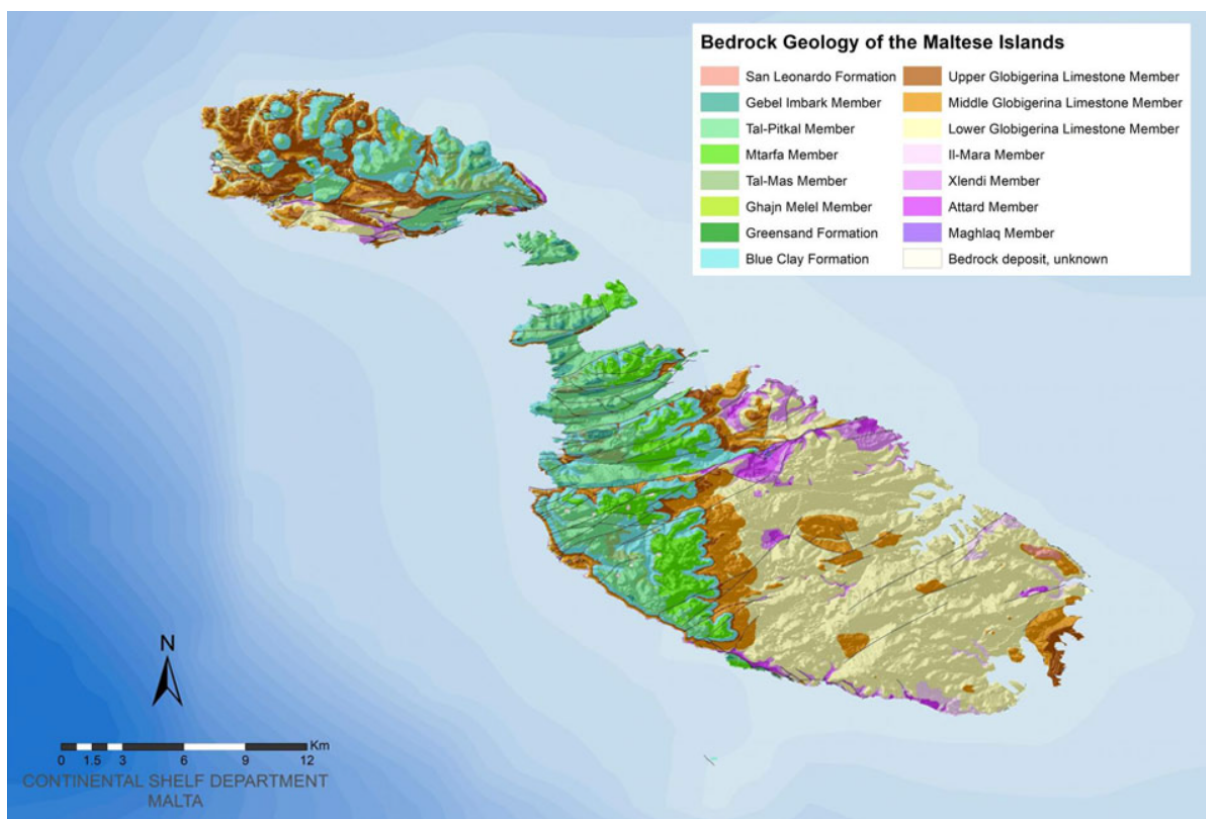 Bedrock Geology of the Maltese Islands
San Leonardo Formation
Gebel Imbark Member
Tal-Pitkal Member
Mtarfa Member
Tal-Mas Member
Ghajn Melel Member
Greensand Formation
Blue Clay Formation
Upper Globigerina Limestone Member
Middle Globigerina Limestone Member
Lower Globigerina Limestone Member
Il-Mara Member
Xlendi Member
Attard Member
Maghlaq Member
Bedrock deposit, unknown
N
Km
0 1.5 3 6 9 12
CONTINENTAL SHELF DEPARTMENT
MALTA